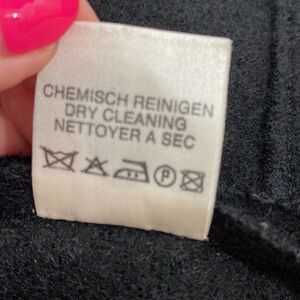 CHEMISCH REINIGEN
DRY CLEANING
NETTOYER A SEC
P